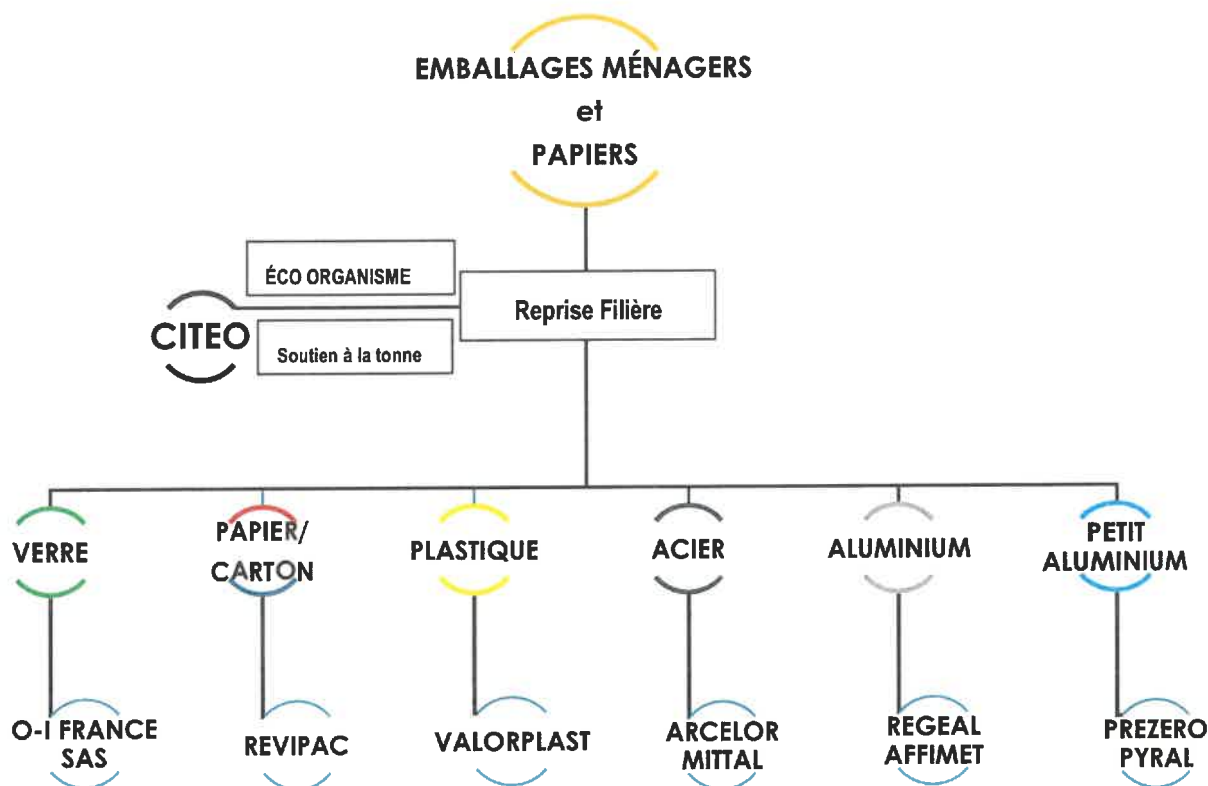 EMBALLAGES MÉNAGERS
et
PAPIERS
ÉCO ORGANISME
Reprise Filière
CITEO
Soutien à la tonne
VERRE
PAPIER/
CARTON
PLASTIQUE
ACIER
ALUMINIUM
PETIT
ALUMINIUM
O-I FRANCE
SAS
REVIPAC
VALORPLAST
ARCELOR
MITTAL
REGEAL
AFFIMET
PREZERO
PYRAL